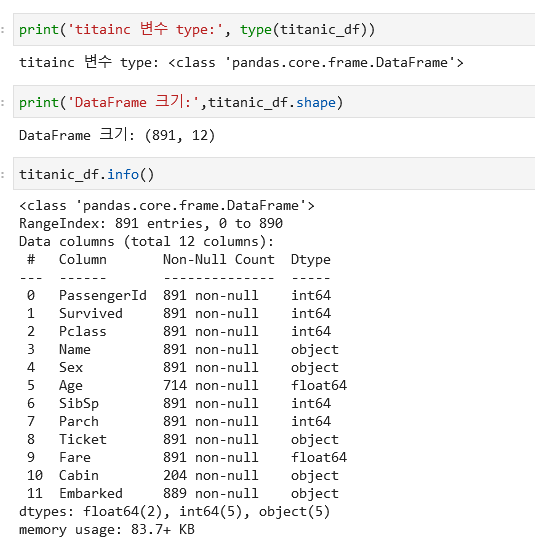 print('titainc 변수 type:', type(titanic_df))
titainc 변수 type: <class 'pandas.core.frame.DataFrame'>
print('DataFrame 크기:',titanic_df.shape)
DataFrame 크기: (891, 12)
titanic_df.info()
<class 'pandas.core.frame.DataFrame'>
RangeIndex: 891 entries, 0 to 890
Data columns (total 12 columns):
 #   Column       Non-Null Count  Dtype
---  ------       --------------  -----
 0   PassengerId  891 non-null    int64
 1   Survived     891 non-null    int64
 2   Pclass       891 non-null    int64
 3   Name         891 non-null    object
 4   Sex          891 non-null    object
 5   Age          714 non-null    float64
 6   SibSp        891 non-null    int64
 7   Parch        891 non-null    int64
 8   Ticket       891 non-null    object
 9   Fare         891 non-null    float64
 10  Cabin        204 non-null    object
 11  Embarked     889 non-null    object
dtypes: float64(2), int64(5), object(5)
memory usage: 83.7+ KB